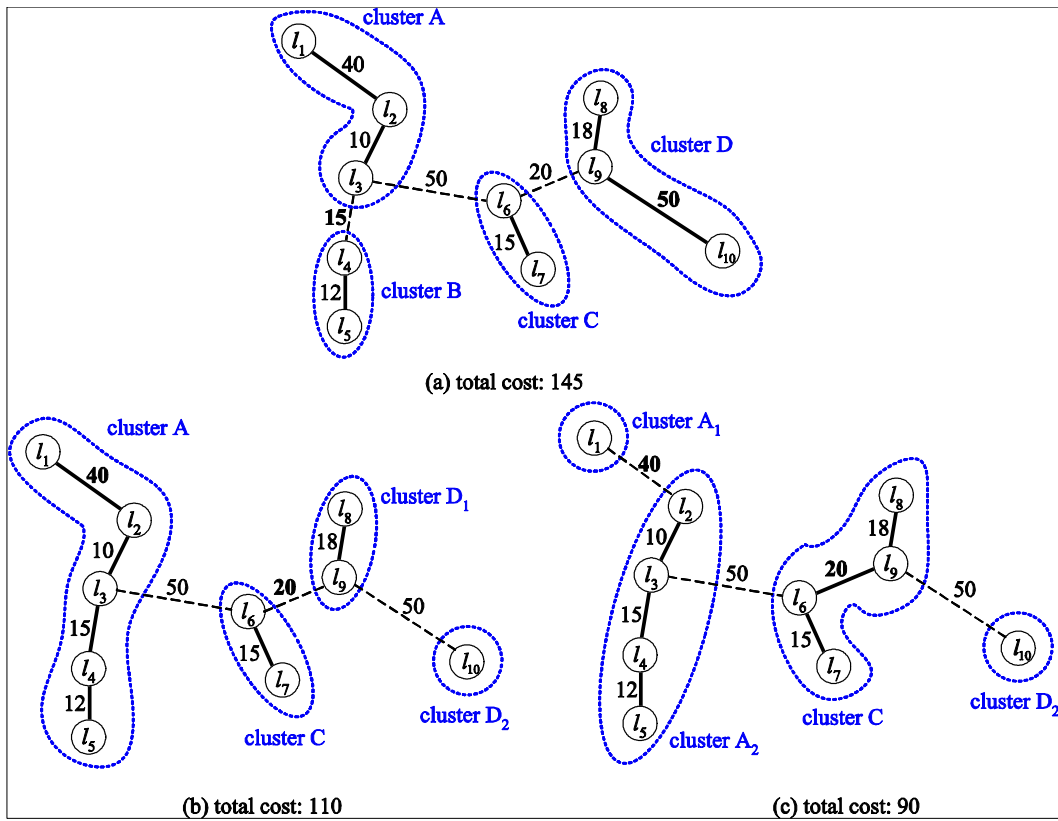 cluster A
l1
40
l2
10
l3
50
15
l4
12
l5
cluster B
l6
15
l7
cluster C
20
l8
18
l9
50
l10
cluster D
(a) total cost: 145
cluster A
l1
40
l2
10
l3
50
15
l4
12
l5
l6
15
l7
cluster C
20
l8
18
l9
cluster D1
50
l10
cluster D2
(b) total cost: 110
cluster A1
l1
40
l2
10
l3
50
15
l4
12
l5
cluster A2
l6
15
l7
cluster C
20
l8
18
l9
50
l10
cluster D2
(c) total cost: 90